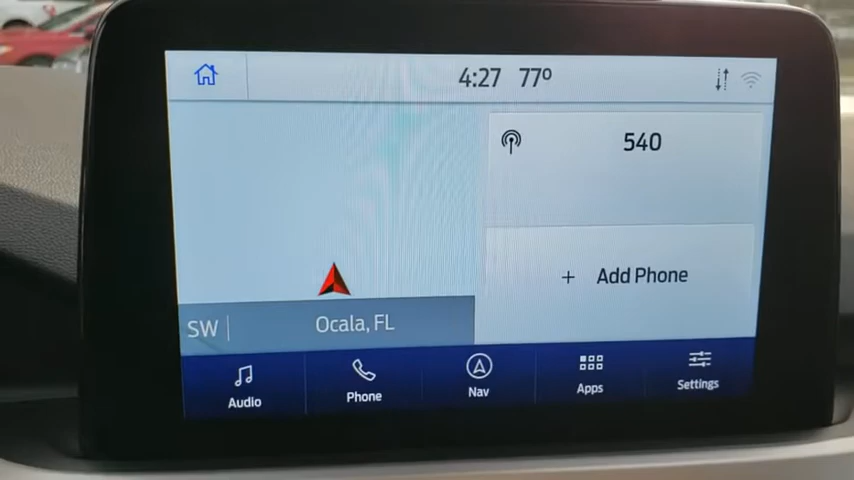 4:27 77º
540
Add Phone
SW
Ocala, FL
Audio
Phone
Nav
Apps
Settings